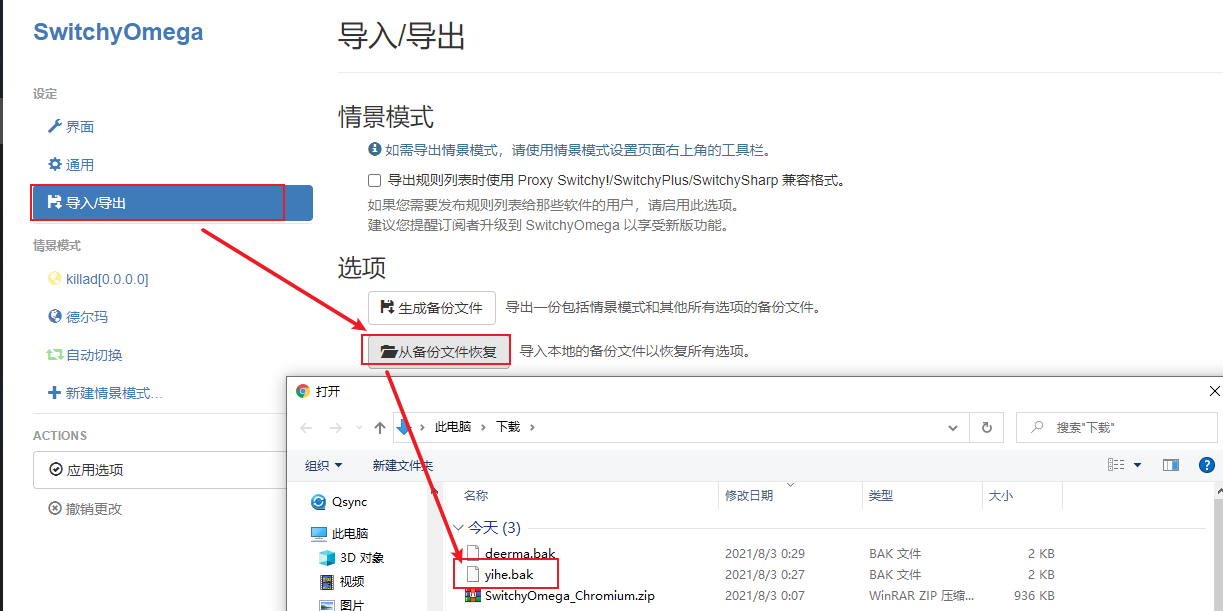 SwitchyOmega
设定
界面
通用
导入/导出
情景模式
killad[0.0.0.0]
德尔玛
自动切换
新建情景模式…
ACTIONS
应用选项
撤销更改
导入/导出
情景模式
如需导出情景模式，请使用情景模式设置页面右上角的工具栏。
导出规则列表时使用 Proxy Switchy!/SwitchyPlus/SwitchySharp 兼容格式。
如果您需要发布规则列表给那些软件的用户，请启用此选项。
建议您提醒订阅者升级到 SwitchyOmega 以享受新版功能。
选项
生成备份文件 导出一份包括情景模式和其他所有选项的备份文件。
从备份文件恢复 导入本地的备份文件以恢复所有选项。
打开
此电脑 › 下载 ›
搜索"下载"
组织 新建文件夹
Qsync
此电脑
3D 对象
视频
图片
名称 修改日期 类型 大小
今天 (3)
deerma.bak 2021/8/3 0:29 BAK 文件 2 KB
yihe.bak 2021/8/3 0:27 BAK 文件 2 KB
SwitchyOmega_Chromium.zip 2021/8/3 0:07 WinRAR ZIP 压缩... 936 KB